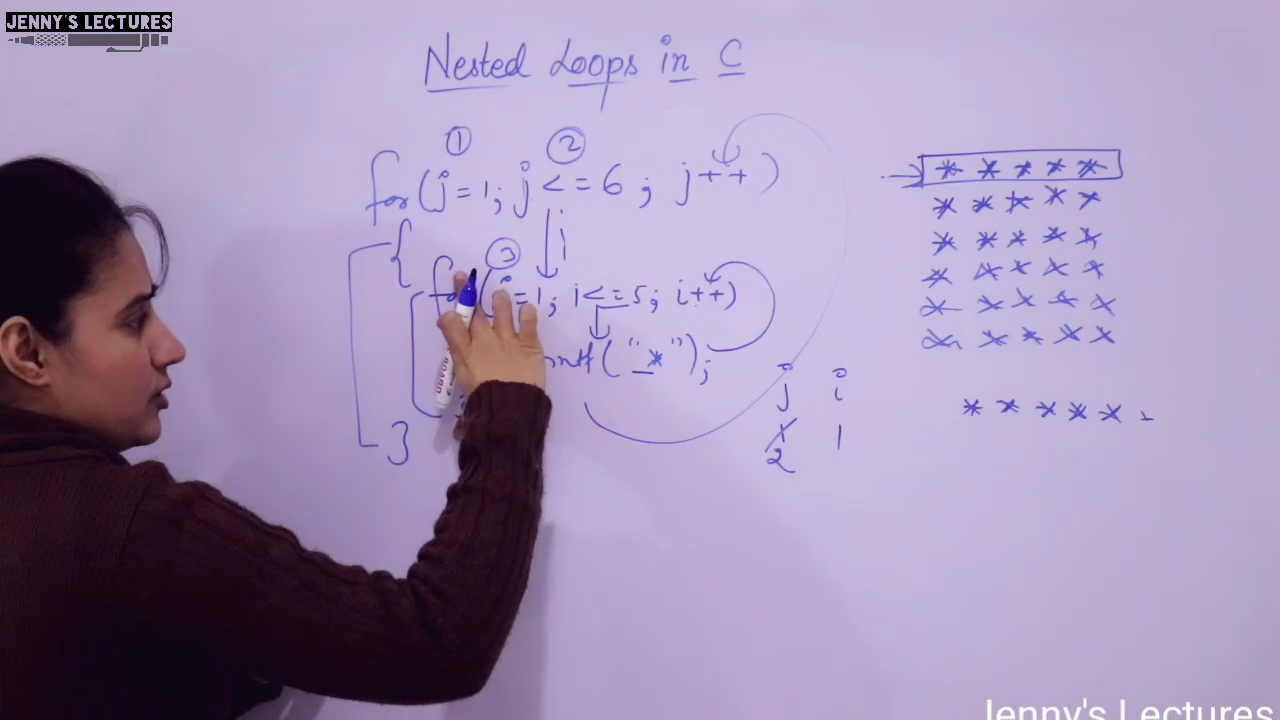 JENNY'S LECTURES
Nested Loops in C
① ②
for(j=1; j<=6; j++)
{ i
③
for(i=1; i<=5; i++)
("*");
}
* * * * *
* * * * *
* * * * *
* * * * *
* * * * *
* * * * *
j i
1 1
2
* * * * * -
Jenny's Lectures